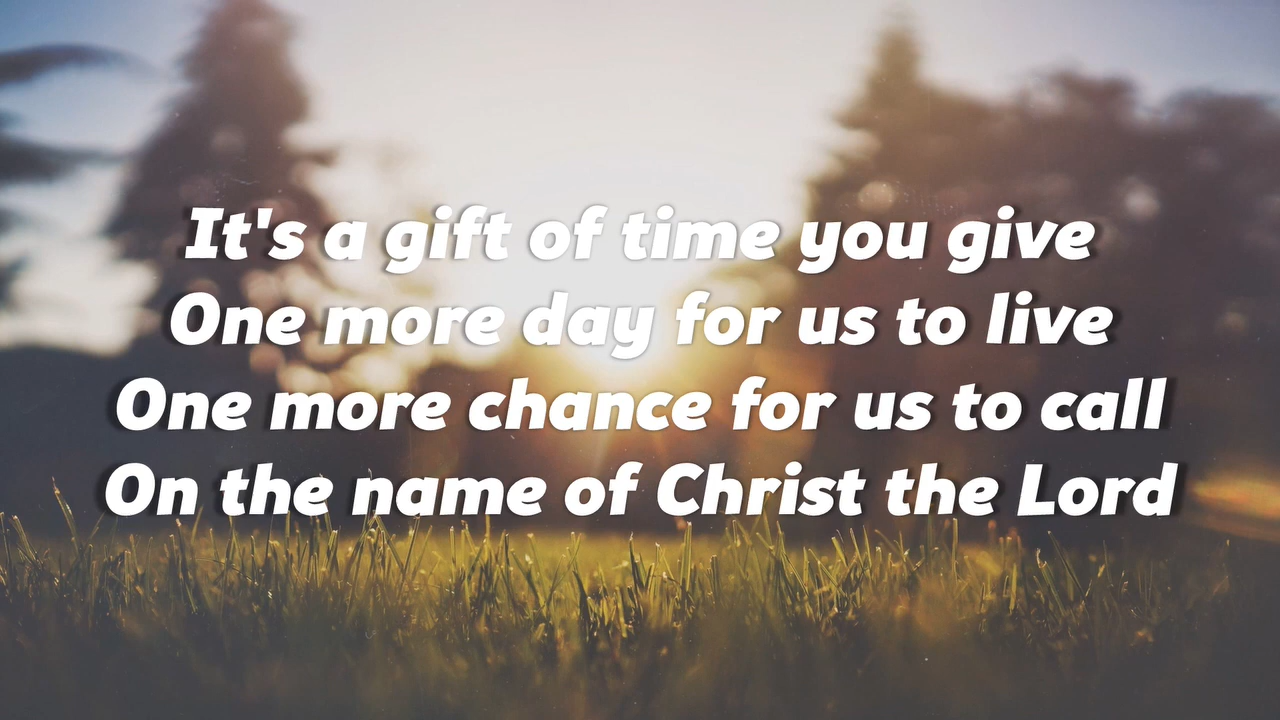 It's a gift of time you give
One more day for us to live
One more chance for us to call
On the name of Christ the Lord